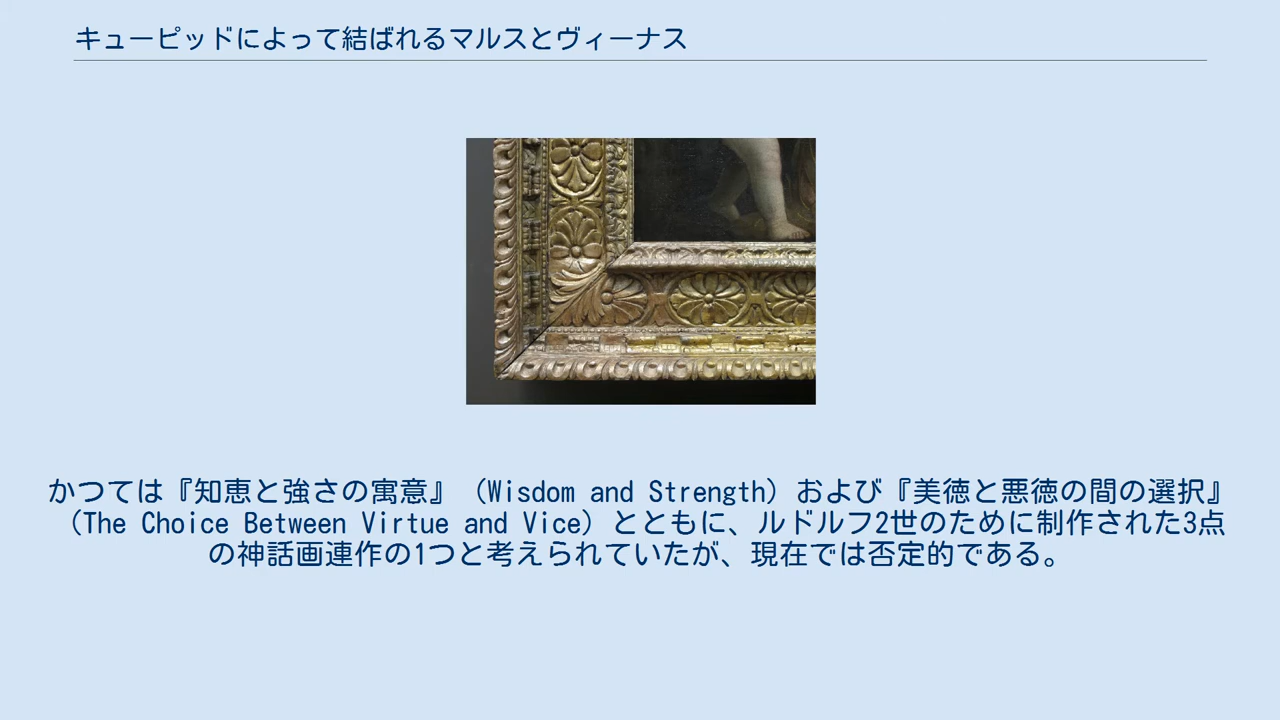 キューピッドによって結ばれるマルスとヴィーナス
かつては『知恵と強さの寓意』（Wisdom and Strength）および『美徳と悪徳の間の選択』
（The Choice Between Virtue and Vice）とともに、ルドルフ2世のために制作された3点
の神話画連作の1つと考えられていたが、現在では否定的である。